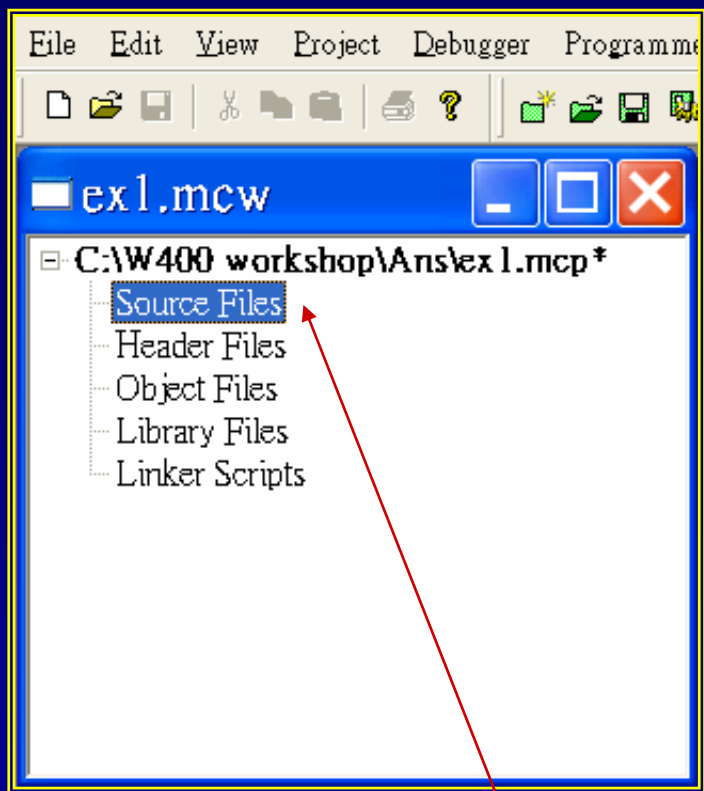 File Edit View Project Debugger
ex1.mcw
C:\W400 workshop\Ans\ex1.mcp*
Source Files
Header Files
Object Files
Library Files
Linker Scripts